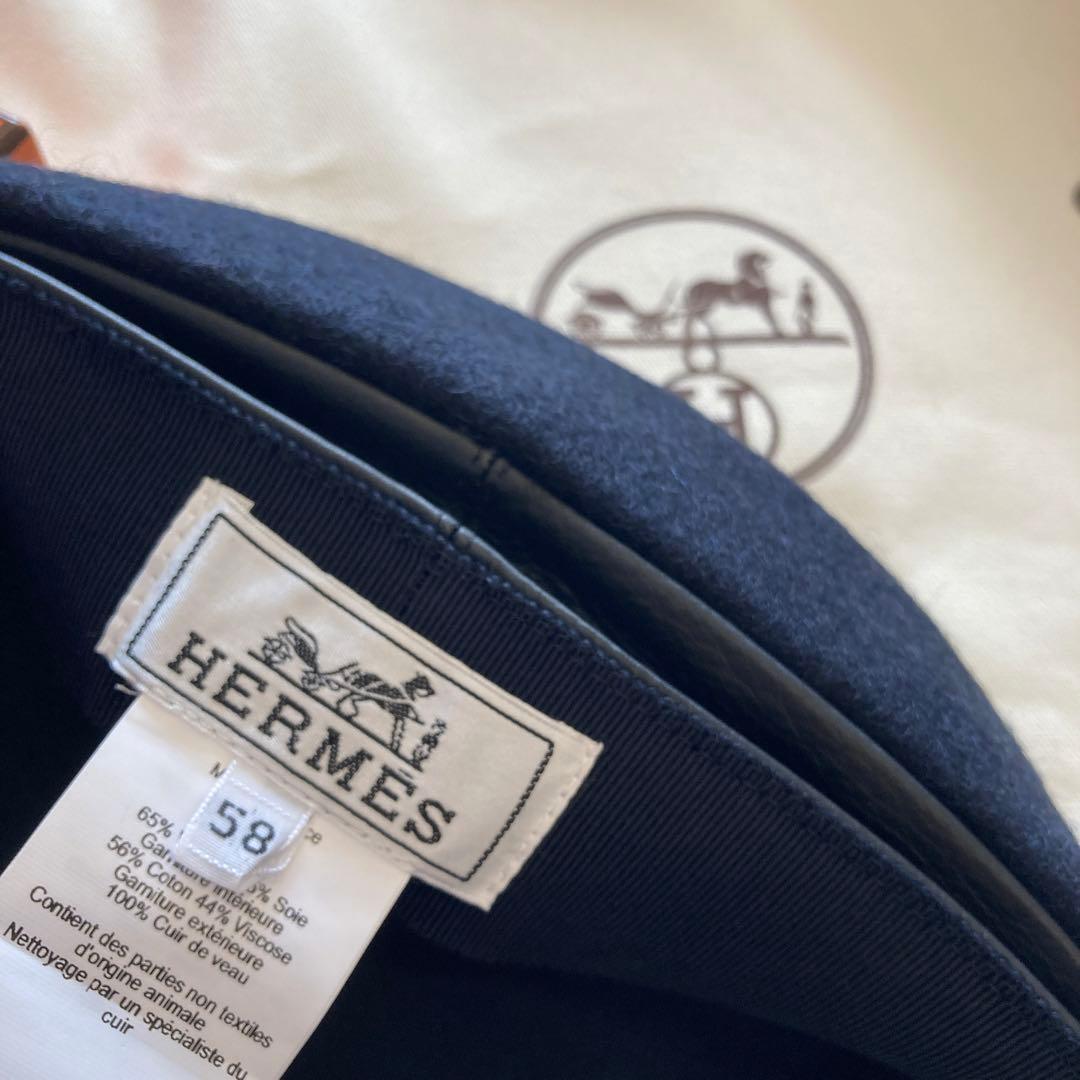 HERMÈS
58
65% Soie
Garniture intérieure
56% Coton 44% Viscose
Garniture extérieure
100% Cuir de veau
Contient des parties non textiles
d'origine animale
Nettoyage par un spécialiste du
cuir
H